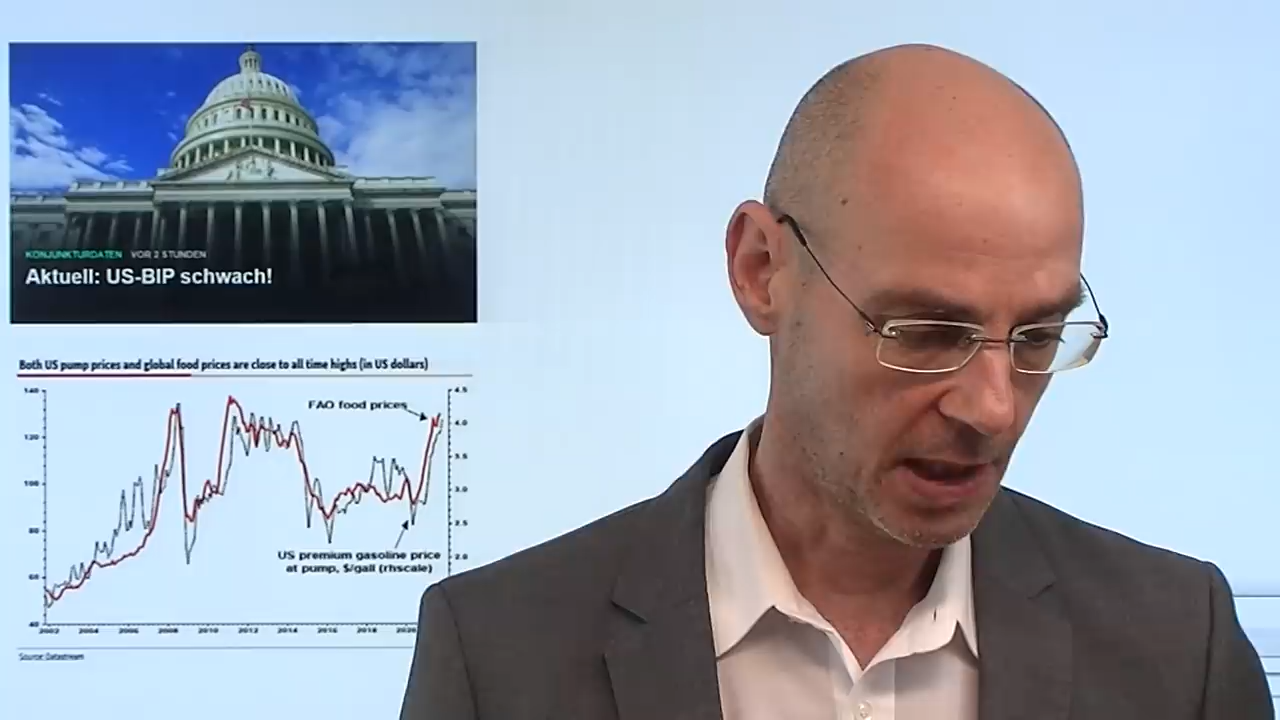 KONJUNKTURDATEN VOR 2 STUNDEN
Aktuell: US-BIP schwach!
Both US pump prices and global food prices are close to all time highs (in US dollars)
140
4.5
FAO food prices
4.0
120
3.5
100
3.0
80
2.5
US premium gasoline price
at pump, $/gall (rhscale)
2.0
60
40
2002 2004 2006 2008 2010 2012 2014 2016 2018 2020
Source: Datastream